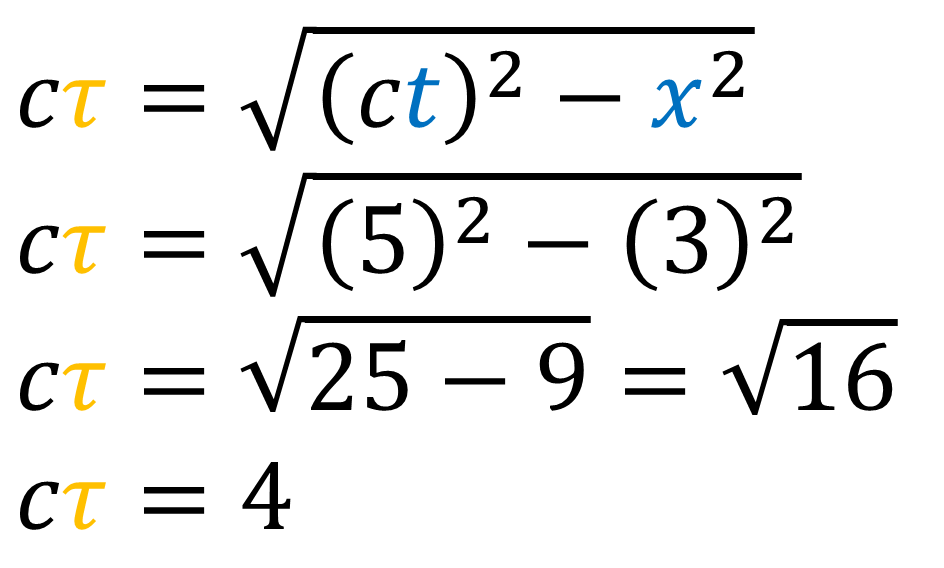 cτ = √((ct)² − x²)
cτ = √((5)² − (3)²)
cτ = √(25 − 9) = √16
cτ = 4